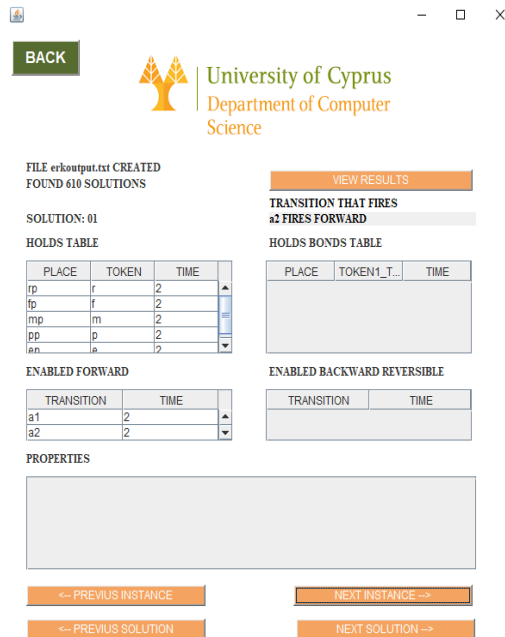 BACK
University of Cyprus
Department of Computer
Science
FILE erkoutput.txt CREATED
FOUND 610 SOLUTIONS
VIEW RESULTS
TRANSITION THAT FIRES
SOLUTION: 01
a2 FIRES FORWARD
HOLDS TABLE
HOLDS BONDS TABLE
PLACE TOKEN TIME
PLACE TOKEN1_T... TIME
rp r 2
fp f 2
mp m 2
pp p 2
en e 2
ENABLED FORWARD
ENABLED BACKWARD REVERSIBLE
TRANSITION TIME
TRANSITION TIME
a1 2
a2 2
PROPERTIES
<-- PREVIUS INSTANCE
NEXT INSTANCE -->
<-- PREVIUS SOLUTION
NEXT SOLUTION -->